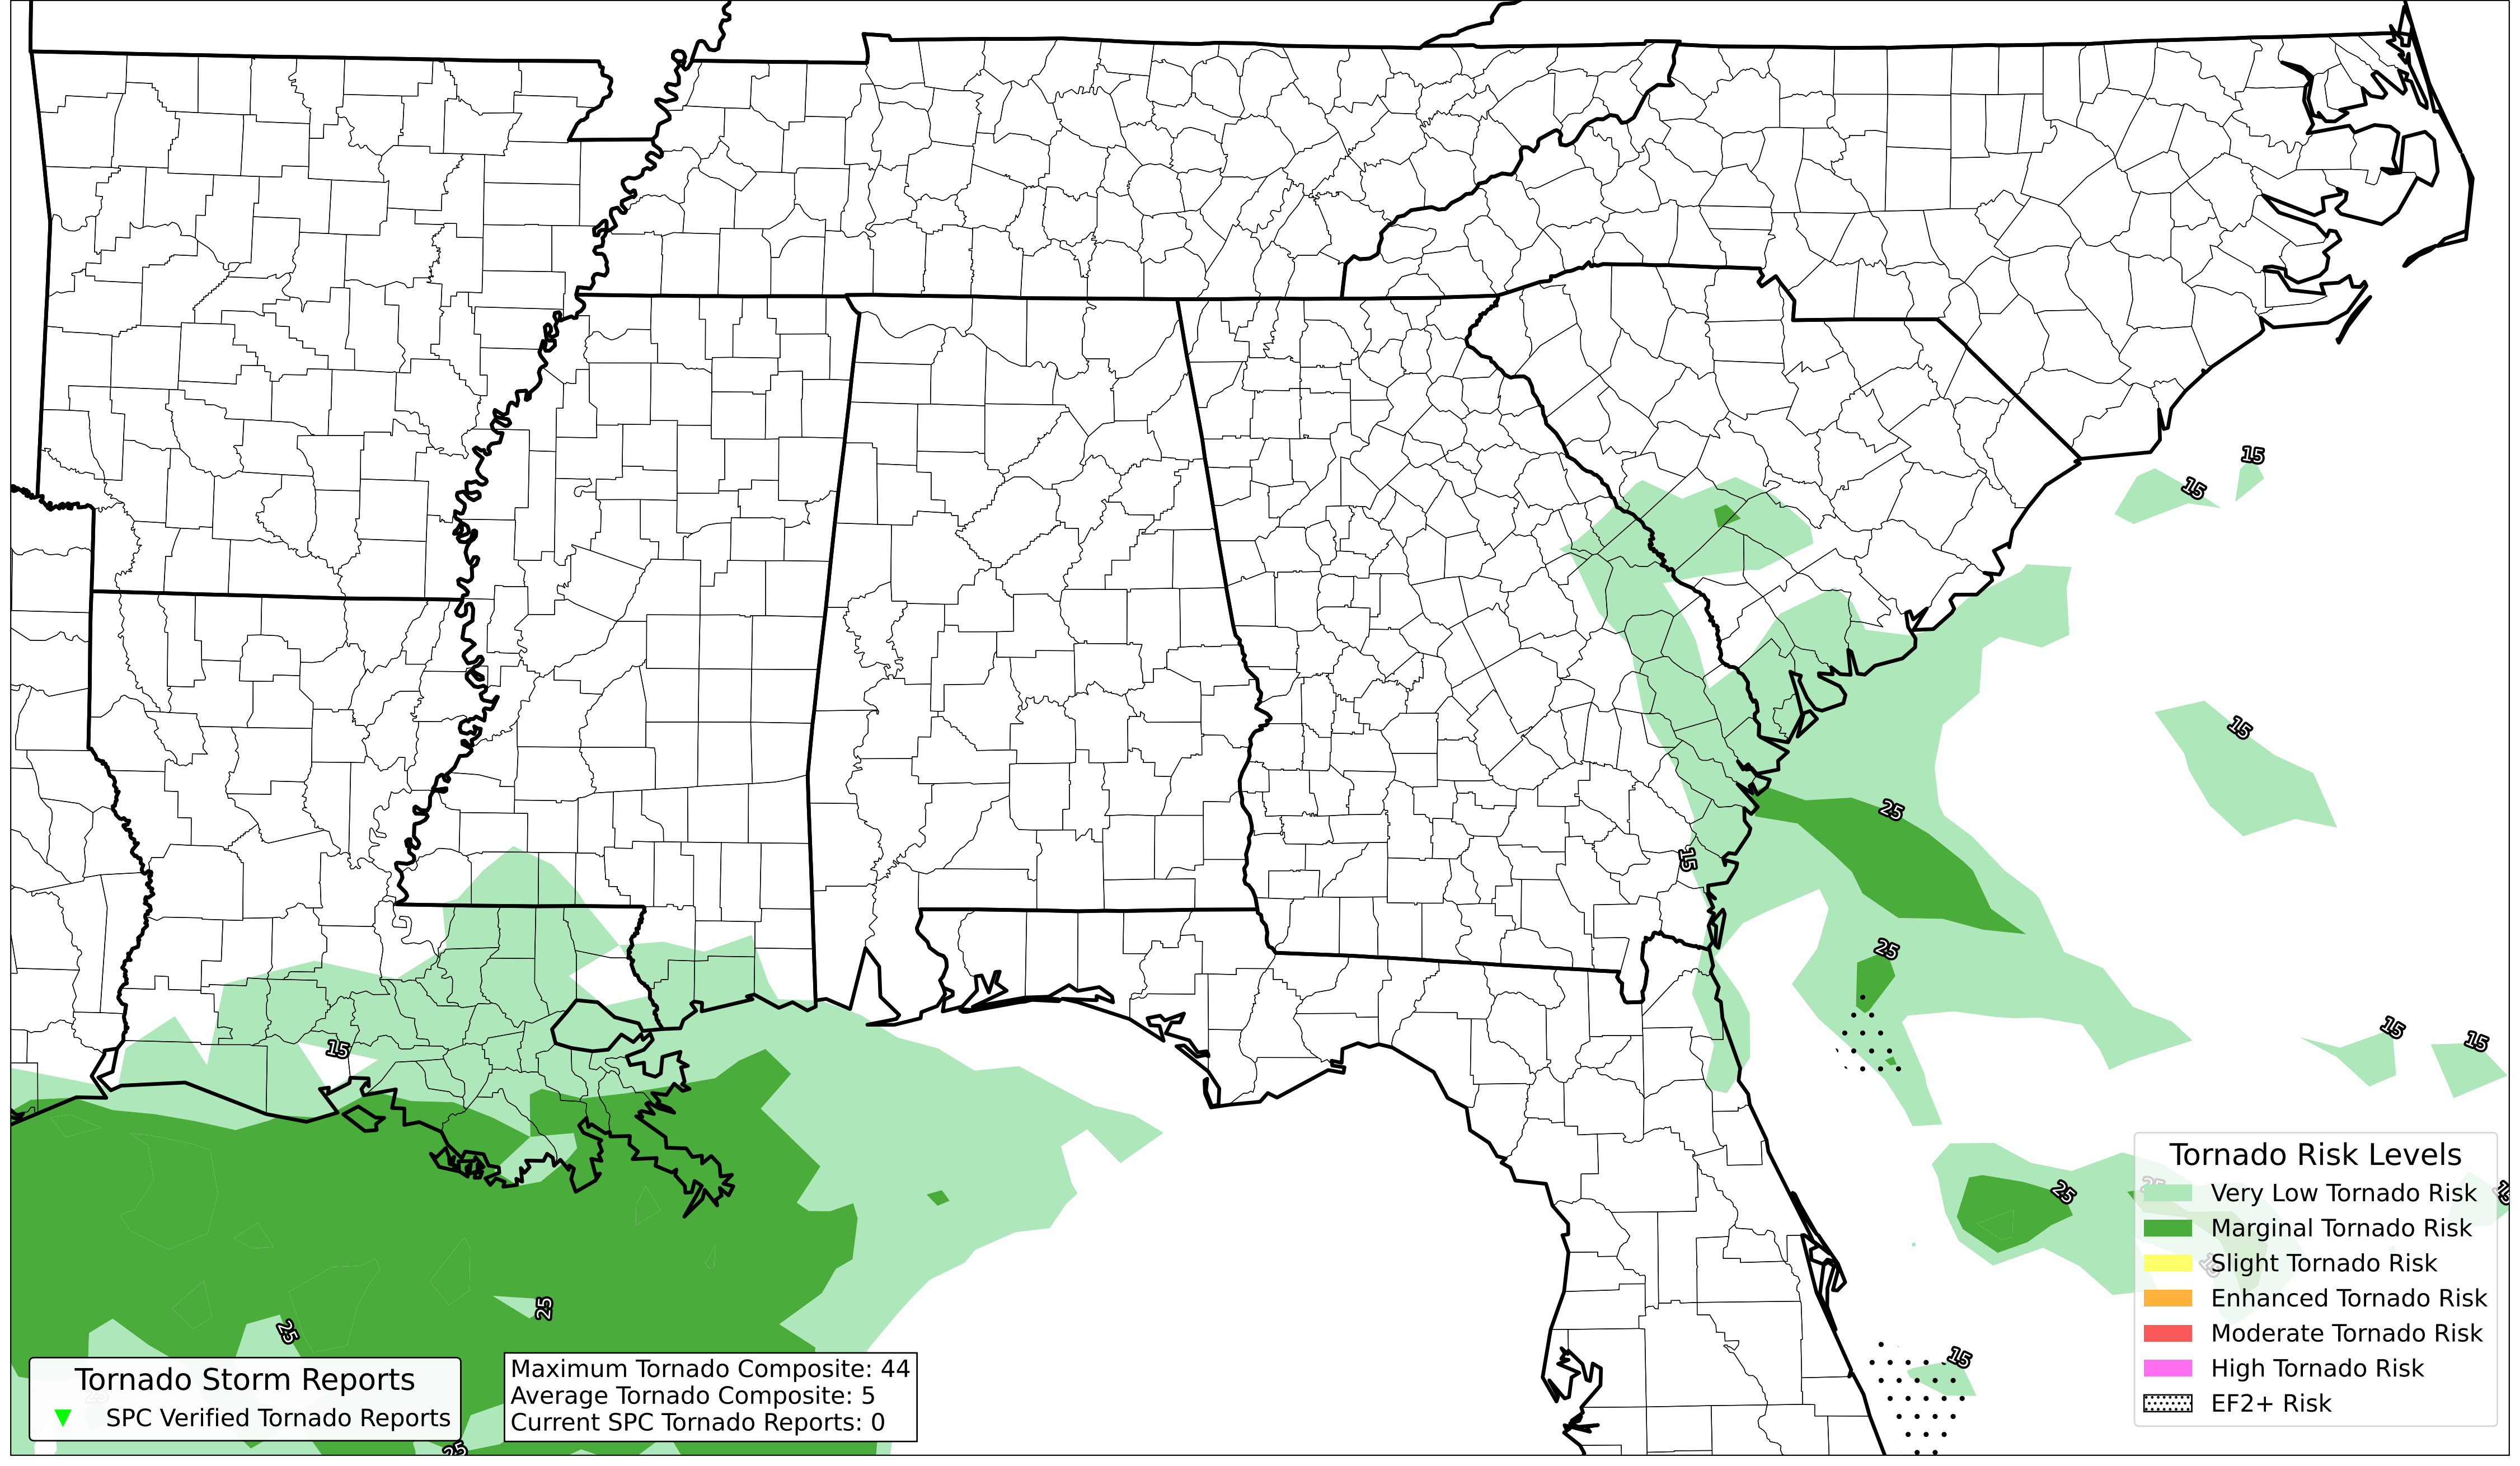 15
15
15
25
15
25
15
15
15
25
25
15
25
25
15
25
Tornado Risk Levels
Very Low Tornado Risk
Marginal Tornado Risk
Slight Tornado Risk
Enhanced Tornado Risk
Moderate Tornado Risk
High Tornado Risk
EF2+ Risk
Tornado Storm Reports
SPC Verified Tornado Reports
Maximum Tornado Composite: 44
Average Tornado Composite: 5
Current SPC Tornado Reports: 0